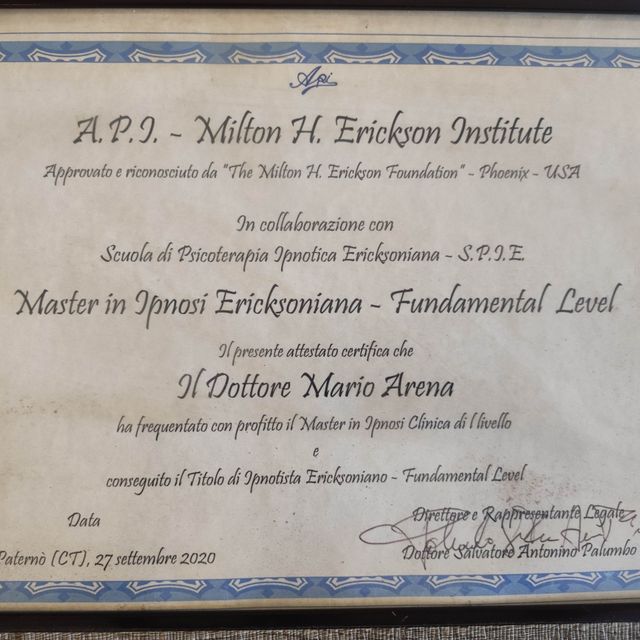 Api
A.P.I. - Milton H. Erickson Institute
Approvato e riconosciuto da "The Milton H. Erickson Foundation" - Phoenix - USA
In collaborazione con
Scuola di Psicoterapia Ipnotica Ericksoniana - S.P.I.E.
Master in Ipnosi Ericksoniana - Fundamental Level
Il presente attestato certifica che
Il Dottore Mario Arena
ha frequentato con profitto il Master in Ipnosi Clinica di I livello
e
conseguito il Titolo di Ipnotista Ericksoniano - Fundamental Level
Data
Direttore e Rappresentante Legale
Paternò (CT), 27 settembre 2020
Dottore Salvatore Antonino Palumbo